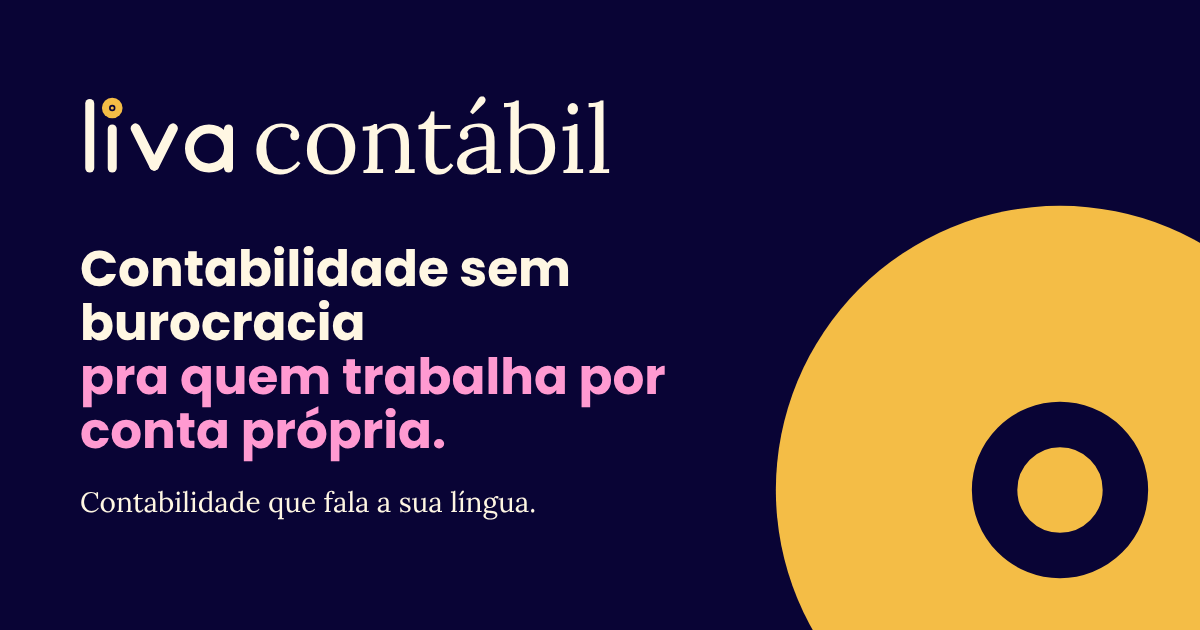 liva contábil
Contabilidade sem
burocracia
pra quem trabalha por
conta própria.
Contabilidade que fala a sua língua.